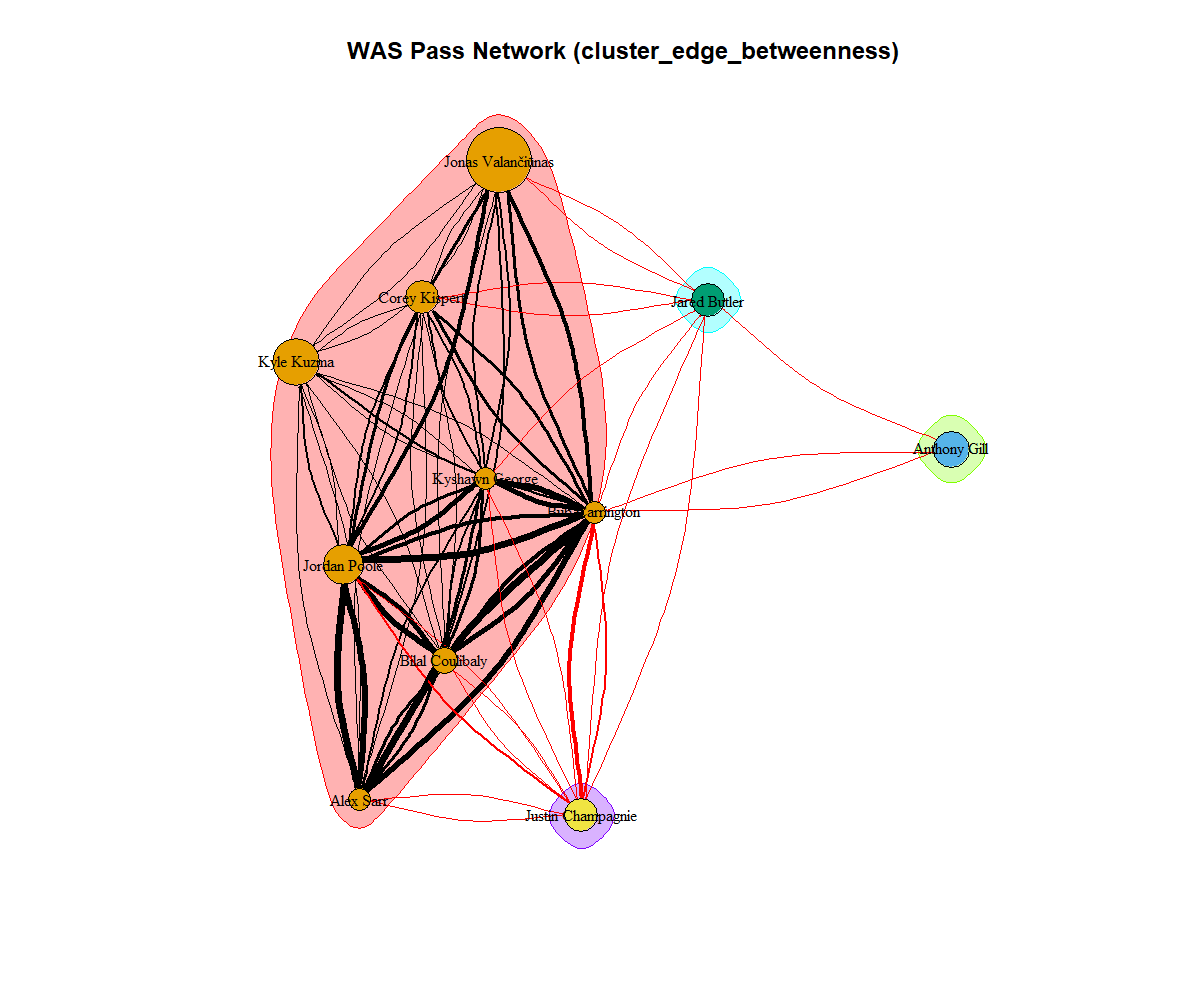 WAS Pass Network (cluster_edge_betweenness)
Jonas Valančiūnas
Corey Kispert
Jared Butler
Kyle Kuzma
Anthony Gill
Kyshawn George
Carrington
Jordan Poole
Bilal Coulibaly
Alex Sarr
Justin Champagnie